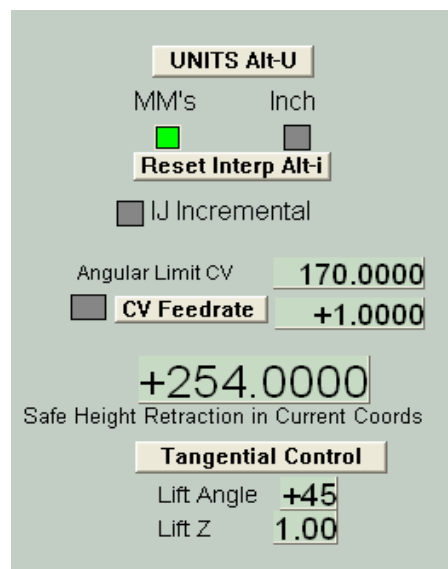 UNITS Alt-U
MM's Inch
Reset Interp Alt-i
IJ Incremental
Angular Limit CV 170.0000
CV Feedrate +1.0000
+254.0000
Safe Height Retraction in Current Coords
Tangential Control
Lift Angle +45
Lift Z 1.00